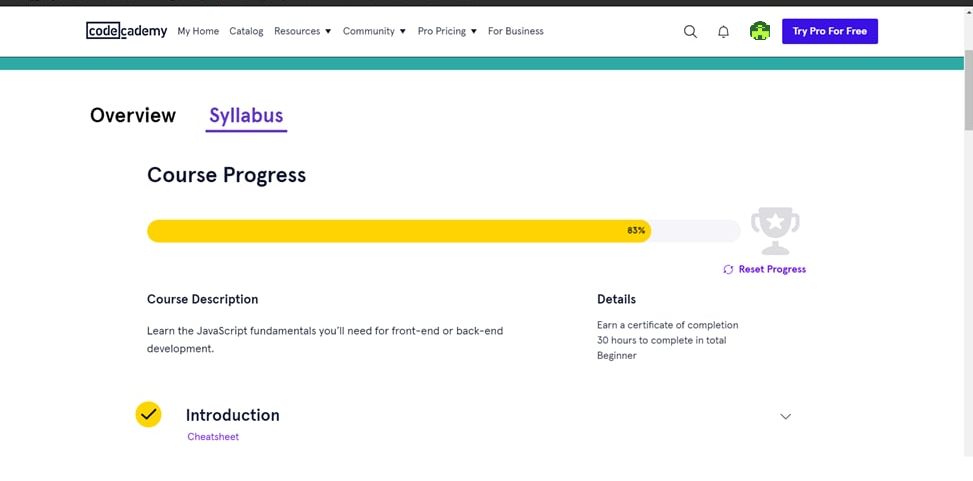 codecademy My Home Catalog Resources Community Pro Pricing For Business Try Pro For Free
Overview Syllabus
Course Progress
83%
Reset Progress
Course Description
Learn the JavaScript fundamentals you’ll need for front-end or back-end
development.
Details
Earn a certificate of completion
30 hours to complete in total
Beginner
Introduction
Cheatsheet